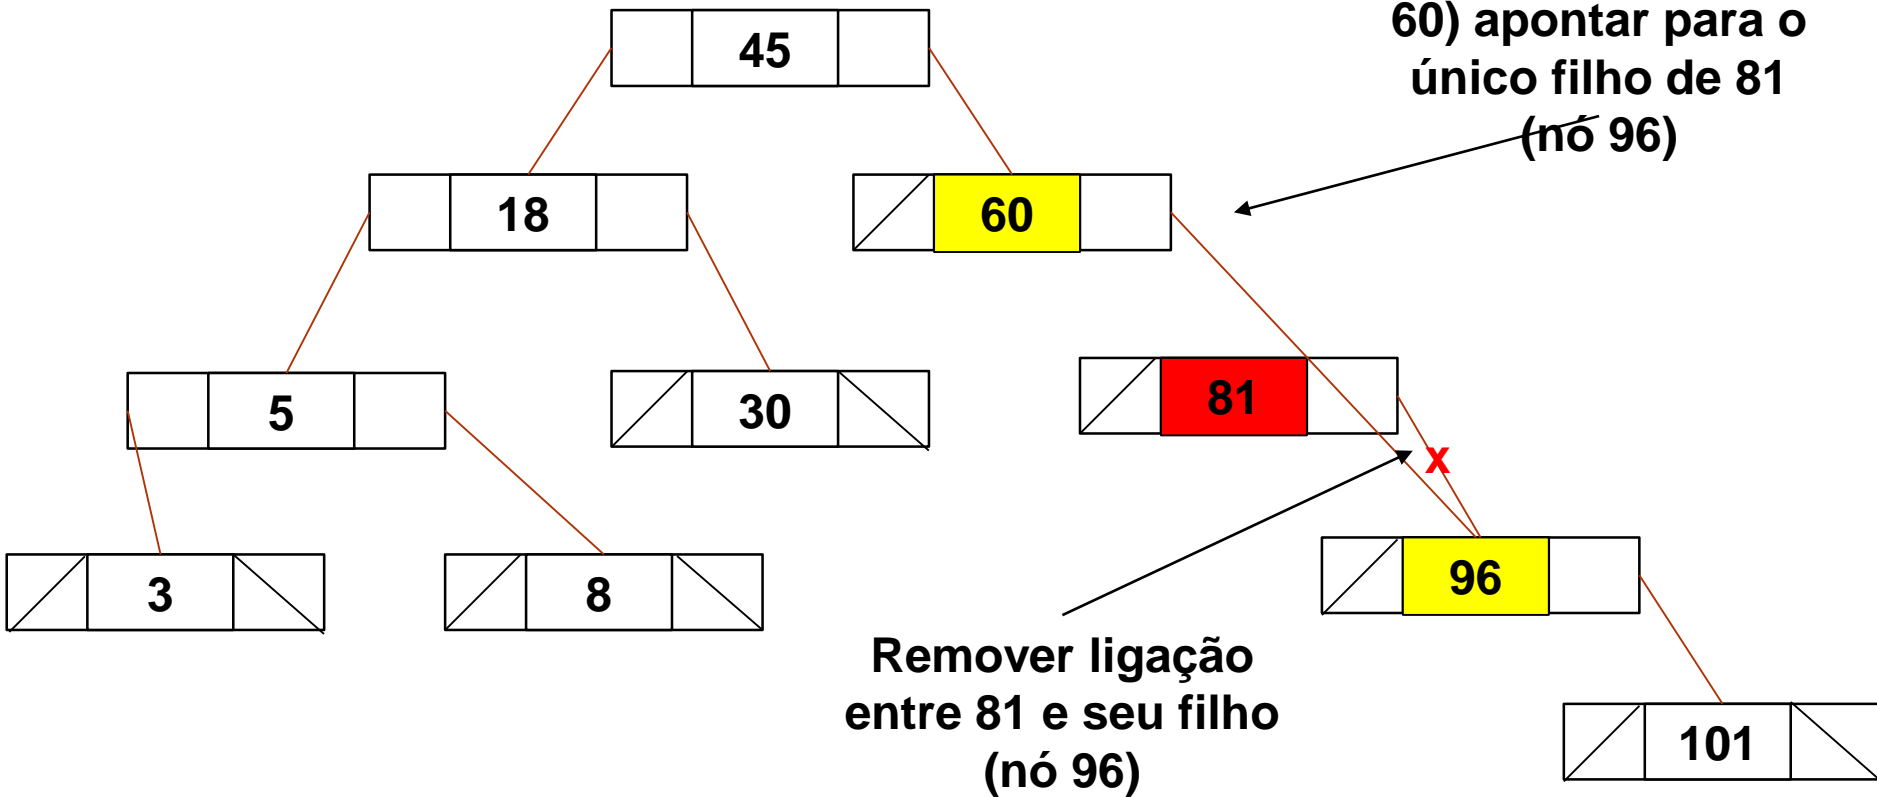 60) apontar para o
único filho de 81
(nó 96)
45
18
60
81
5
30
x
3
8
96
Remover ligação
entre 81 e seu filho
(nó 96)
101